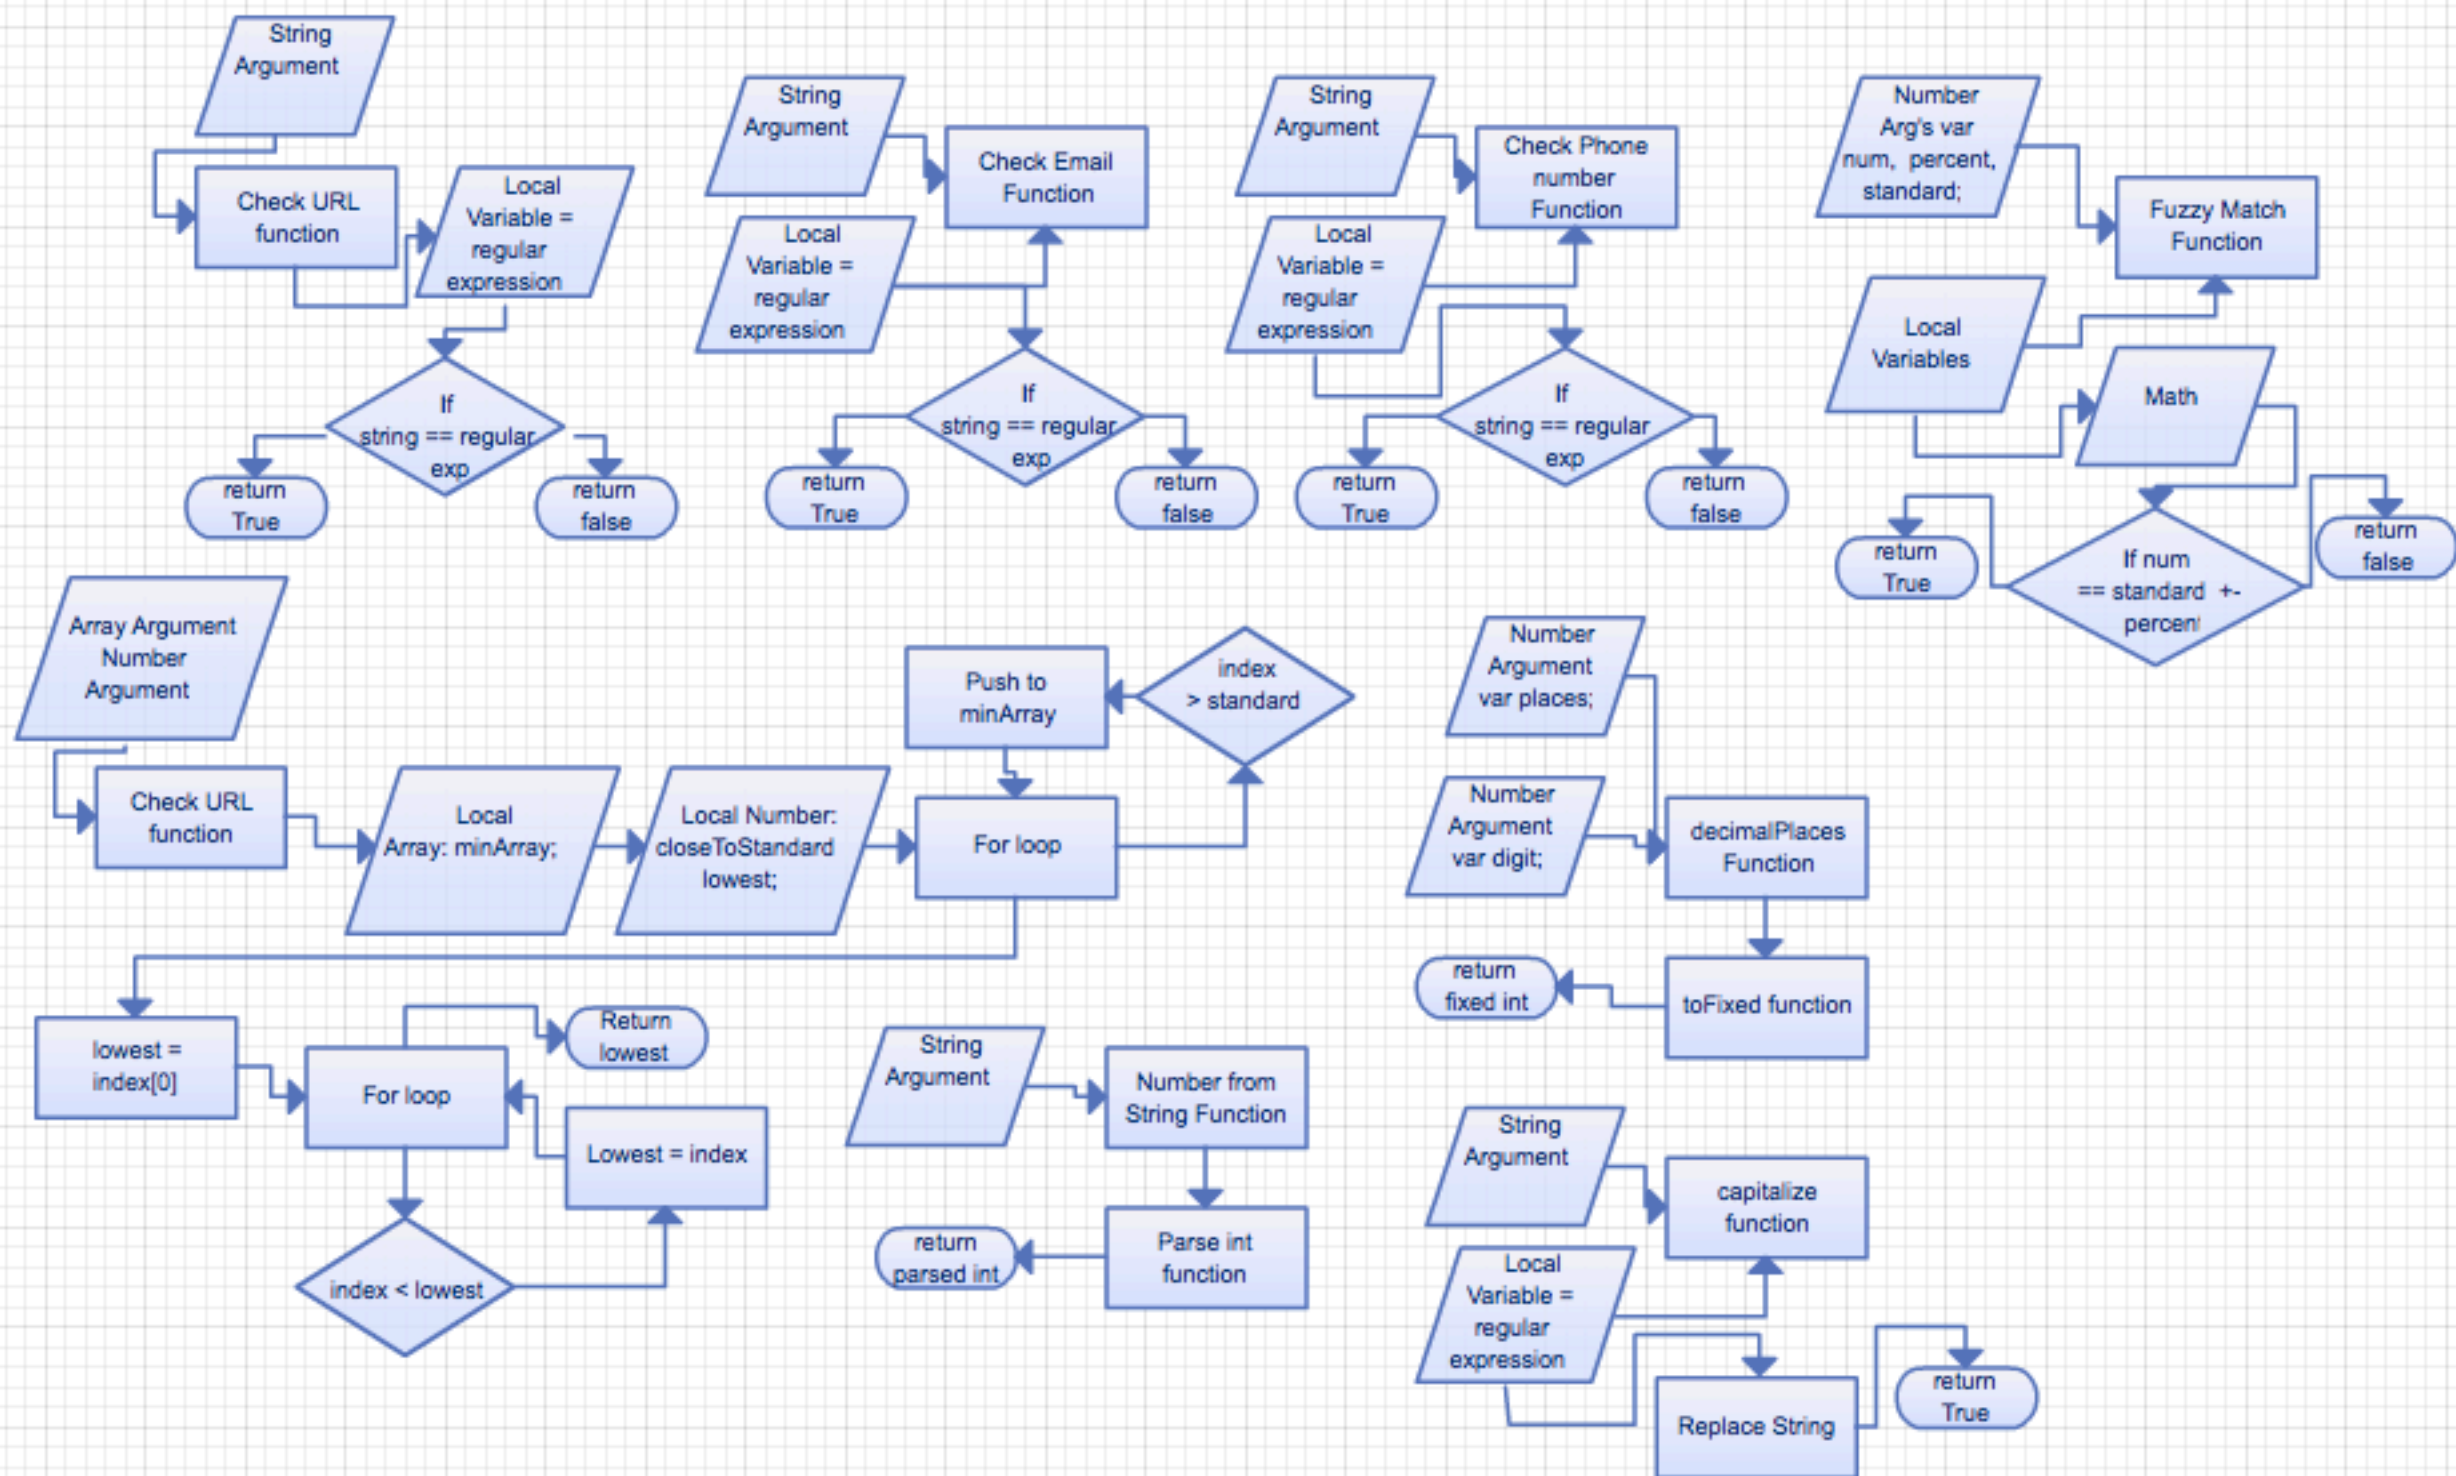 String
Argument
Check URL
function
Local
Variable =
regular
expression
If
string == regular
exp
return
True
return
false
String
Argument
Check Email
Function
Local
Variable =
regular
expression
If
string == regular
exp
return
True
return
false
String
Argument
Check Phone
number
Function
Local
Variable =
regular
expression
If
string == regular
exp
return
True
return
false
Number
Arg's var
num, percent,
standard;
Fuzzy Match
Function
Local
Variables
Math
If num
== standard +-
percent
return
True
return
false
Array Argument
Number
Argument
Check URL
function
Local
Array: minArray;
Local Number:
closeToStandard
lowest;
For loop
index
> standard
Push to
minArray
lowest =
index[0]
For loop
Return
lowest
Lowest = index
index < lowest
Number
Argument
var places;
Number
Argument
var digit;
decimalPlaces
Function
toFixed function
return
fixed int
String
Argument
Number from
String Function
Parse int
function
return
parsed int
String
Argument
capitalize
function
Local
Variable =
regular
expression
Replace String
return
True